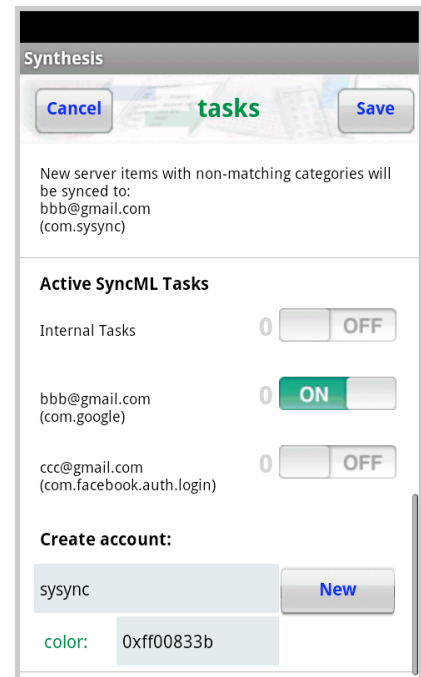 Synthesis
Cancel tasks Save
New server items with non-matching categories will
be synced to:
bbb@gmail.com
(com.sysync)
Active SyncML Tasks
Internal Tasks 0 OFF
bbb@gmail.com 0 ON
(com.google)
ccc@gmail.com 0 OFF
(com.facebook.auth.login)
Create account:
sysync New
color: 0xff00833b